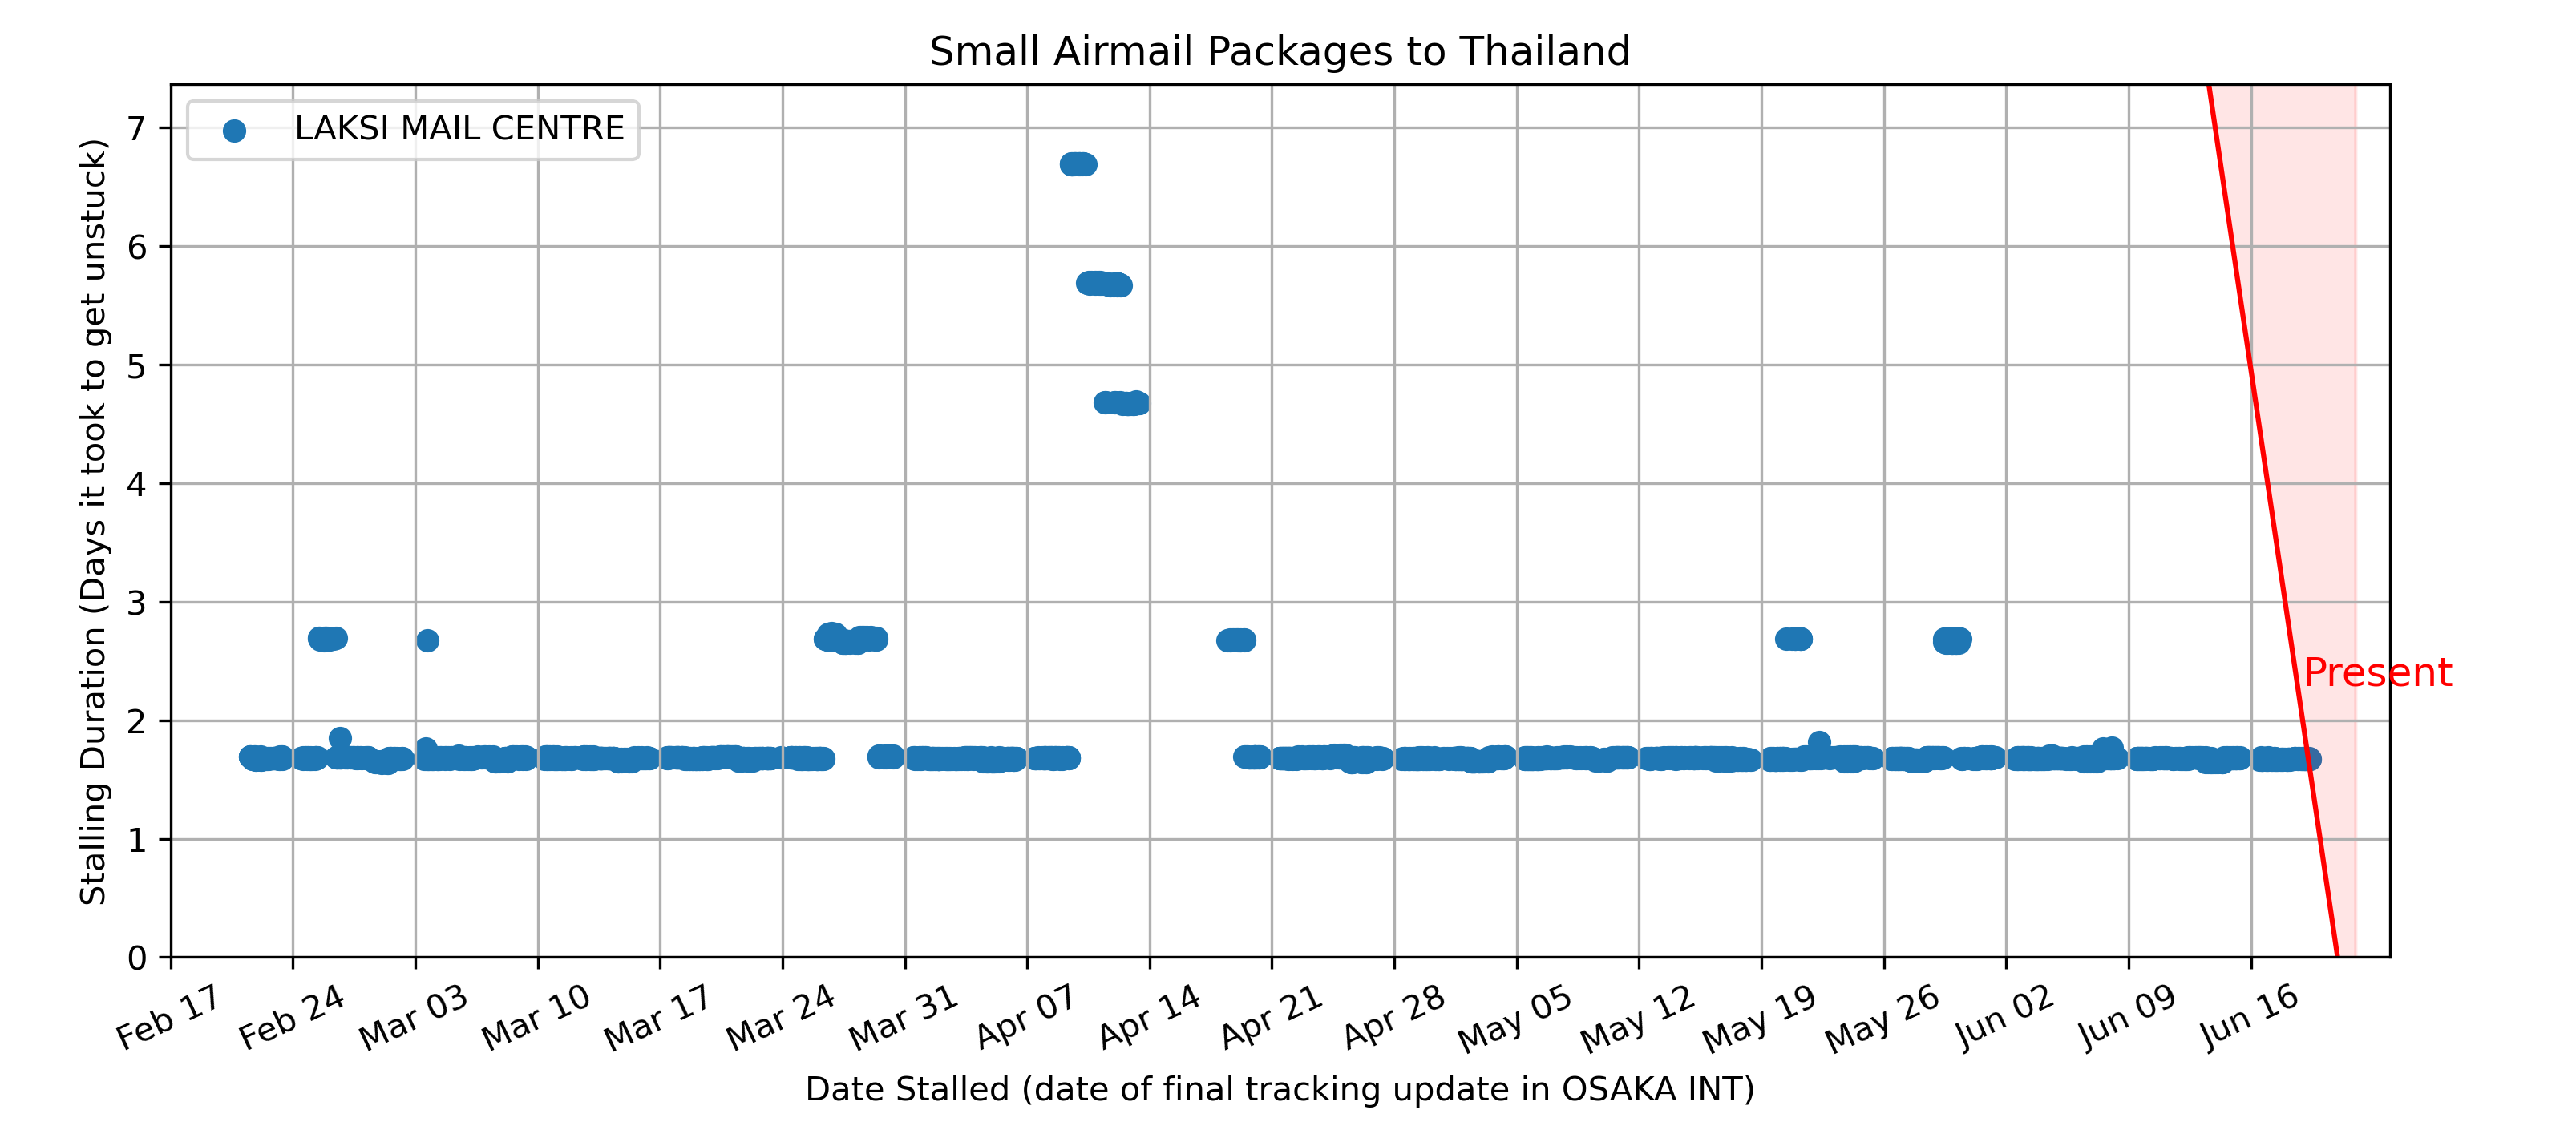 Small Airmail Packages to Thailand
LAKSI MAIL CENTRE
Stalling Duration (Days it took to get unstuck)
7
6
5
4
3
2
1
0
Present
Feb 17
Feb 24
Mar 03
Mar 10
Mar 17
Mar 24
Mar 31
Apr 07
Apr 14
Apr 21
Apr 28
May 05
May 12
May 19
May 26
Jun 02
Jun 09
Jun 16
Date Stalled (date of final tracking update in OSAKA INT)